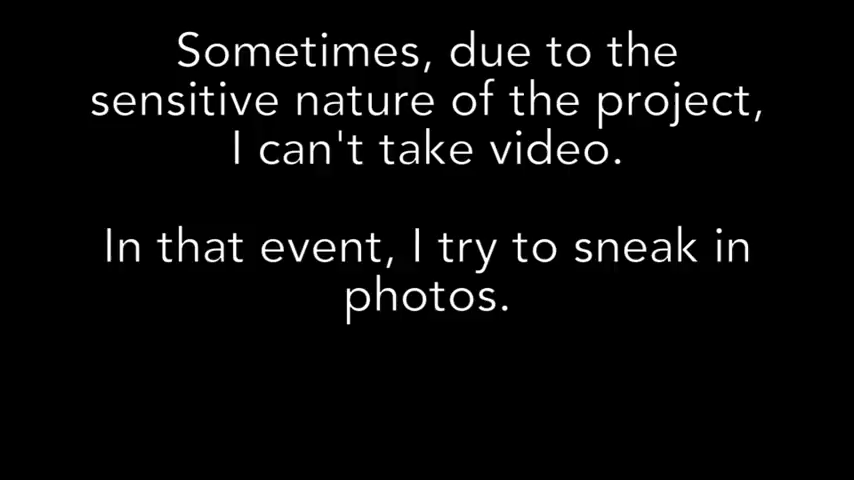 Sometimes, due to the
sensitive nature of the project,
I can't take video.
In that event, I try to sneak in
photos.